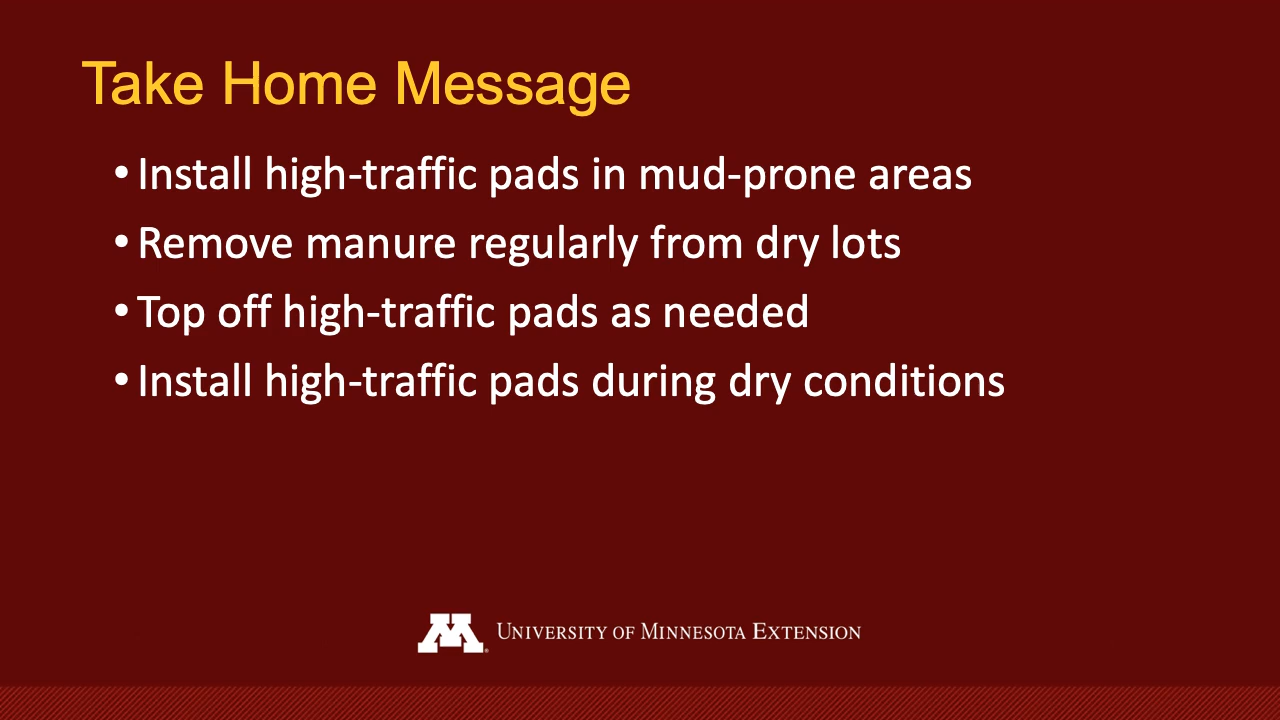 Take Home Message
• Install high-traffic pads in mud-prone areas
• Remove manure regularly from dry lots
• Top off high-traffic pads as needed
• Install high-traffic pads during dry conditions
M UNIVERSITY OF MINNESOTA EXTENSION